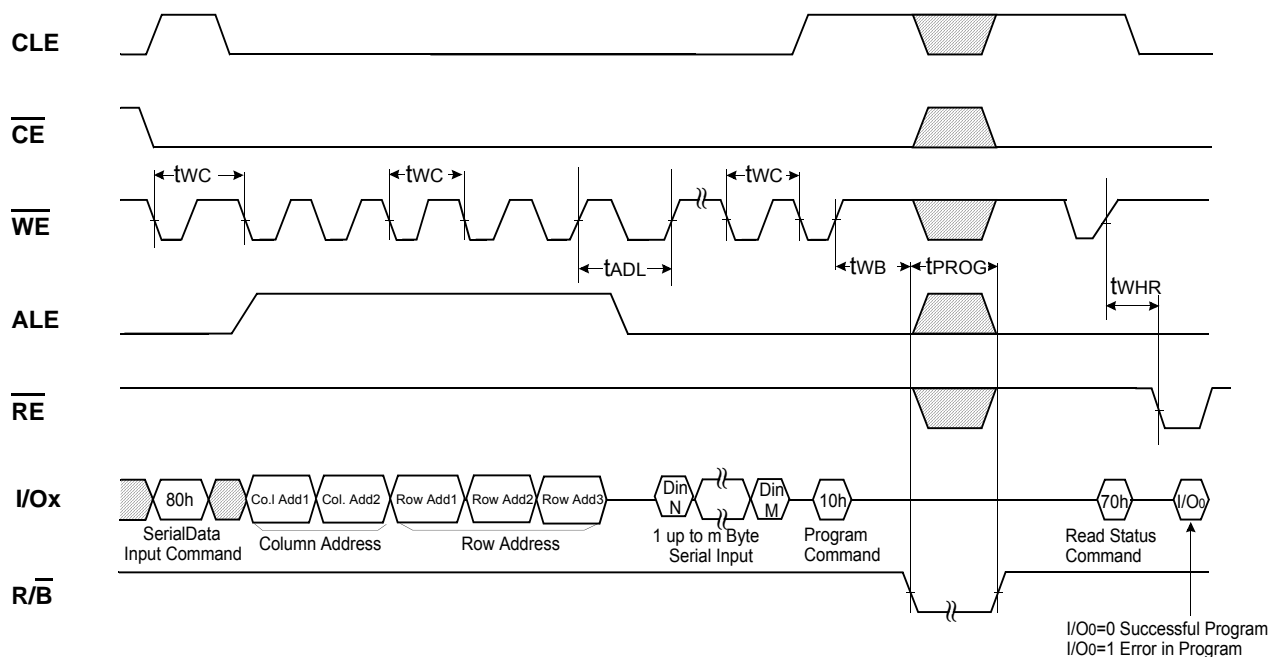 CLE
CE
tWC
tWC
tWC
WE
tADL
tWB
tPROG
tWHR
ALE
RE
I/Ox
80h
Co.l Add1
Col. Add2
Row Add1
Row Add2
Row Add3
Din
N
Din
M
10h
70h
I/O0
SerialData
Input Command
Column Address
Row Address
1 up to m Byte
Serial Input
Program
Command
Read Status
Command
R/B
I/O0=0 Successful Program
I/O0=1 Error in Program